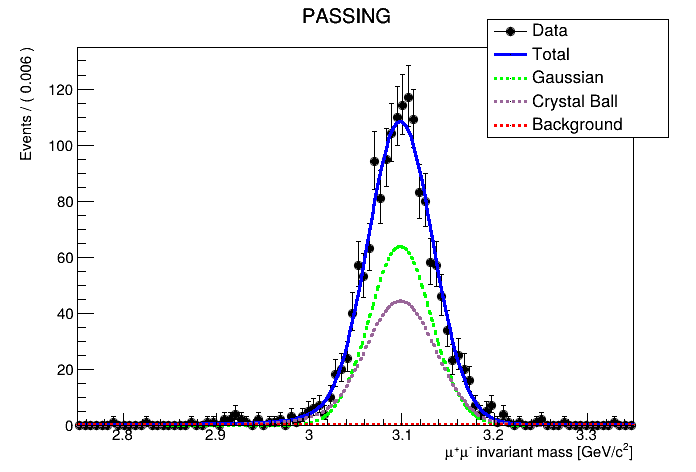 PASSING
Data
Total
Gaussian
Crystal Ball
Background
Events / ( 0.006 )
120
100
80
60
40
20
0
2.8 2.9 3 3.1 3.2 3.3
μ⁺μ⁻ invariant mass [GeV/c²]